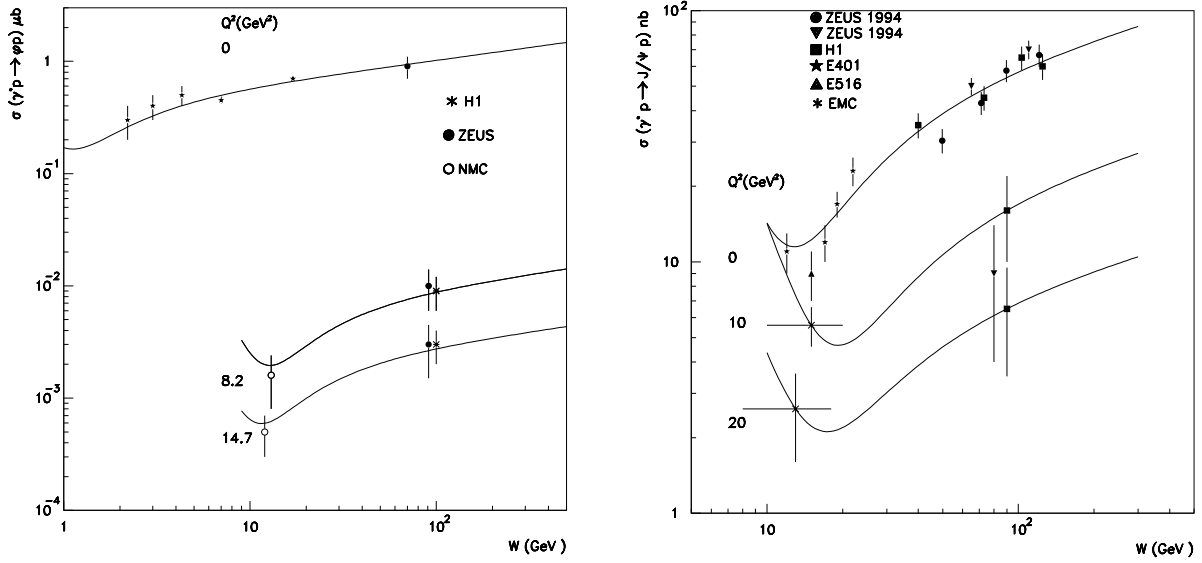 σ (γ* p → φp) μb
Q²(GeV²)
0
1
10⁻¹
10⁻²
10⁻³
10⁻⁴
H1
ZEUS
NMC
8.2
14.7
1
10
10²
W (GeV)
σ (γ* p → J/ψ p) nb
10²
10
1
ZEUS 1994
ZEUS 1994
H1
E401
E516
EMC
Q²(GeV²)
0
10
20
10
10²
W (GeV)